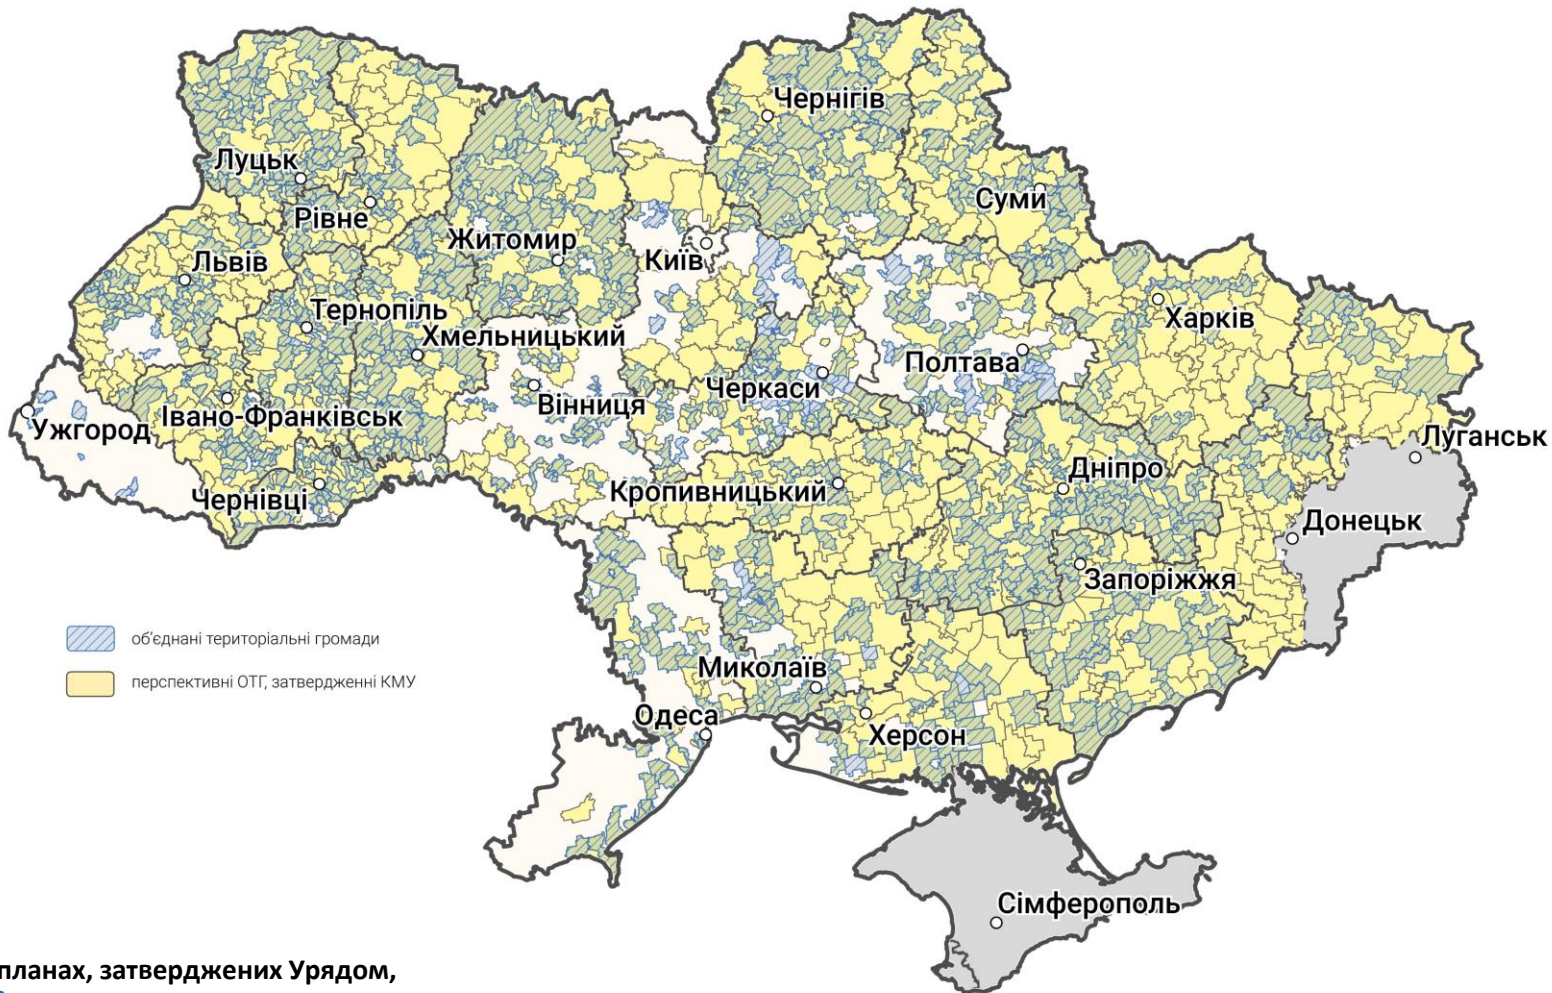 Чернігів
Луцьк
Суми
Рівне
Житомир
Київ
Львів
Тернопіль
Харків
Хмельницький
Полтава
Черкаси
Вінниця
Івано-Франківськ
Ужгород
Луганськ
Дніпро
Чернівці
Кропивницький
Донецьк
Запоріжжя
об'єднані територіальні громади
Миколаїв
перспективні ОТГ, затвердженні КМУ
Одеса
Херсон
Сімферополь
планах, затверджених Урядом,